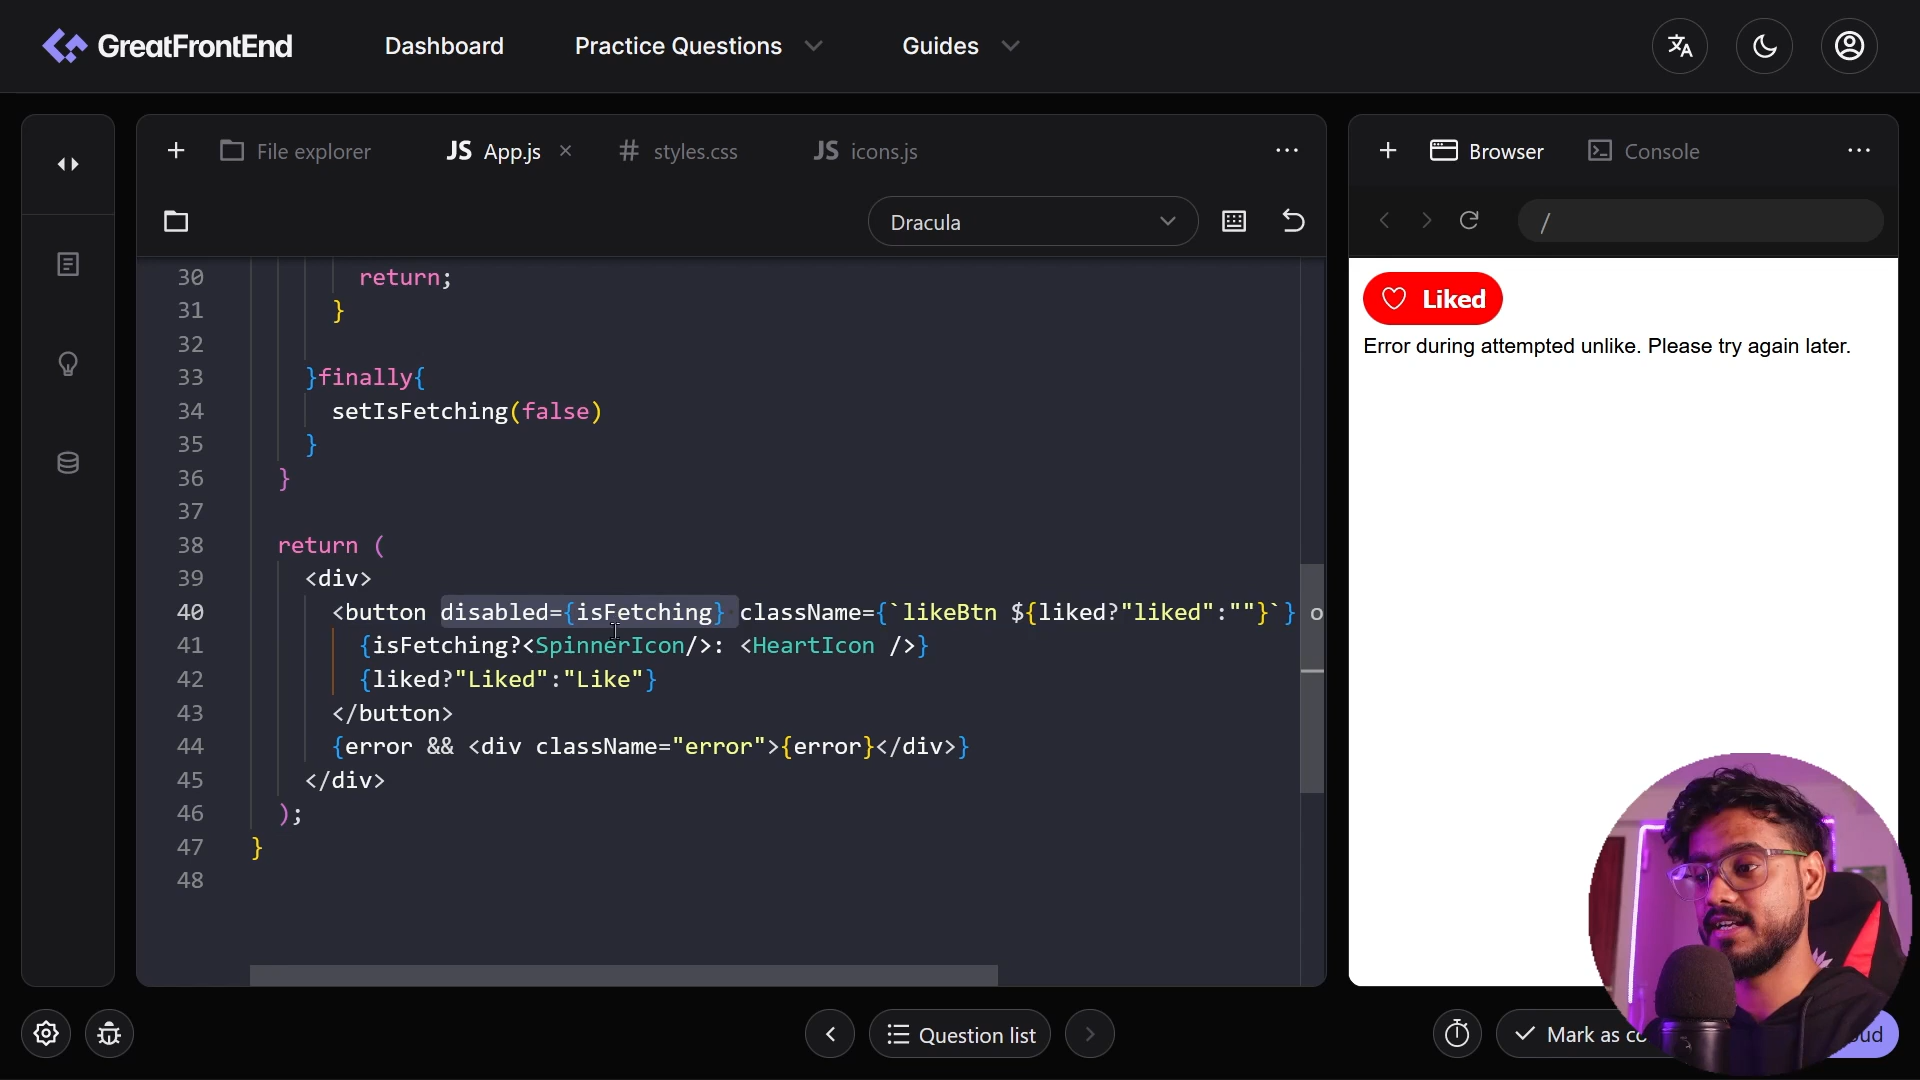 GreatFrontEnd
Dashboard
Practice Questions
Guides
File explorer
JS App.js
# styles.css
JS icons.js
Browser
Console
Dracula
/
30 return;
31 }
32
33 }finally{
34 setIsFetching(false)
35 }
36 }
37
38 return (
39 <div>
40 <button disabled={isFetching} className={`likeBtn ${liked?"liked":""}`} o
41 {isFetching?<SpinnerIcon/>: <HeartIcon />}
42 {liked?"Liked":"Like"}
43 </button>
44 {error && <div className="error">{error}</div>}
45 </div>
46 );
47 }
48
Liked
Error during attempted unlike. Please try again later.
Question list
Mark as